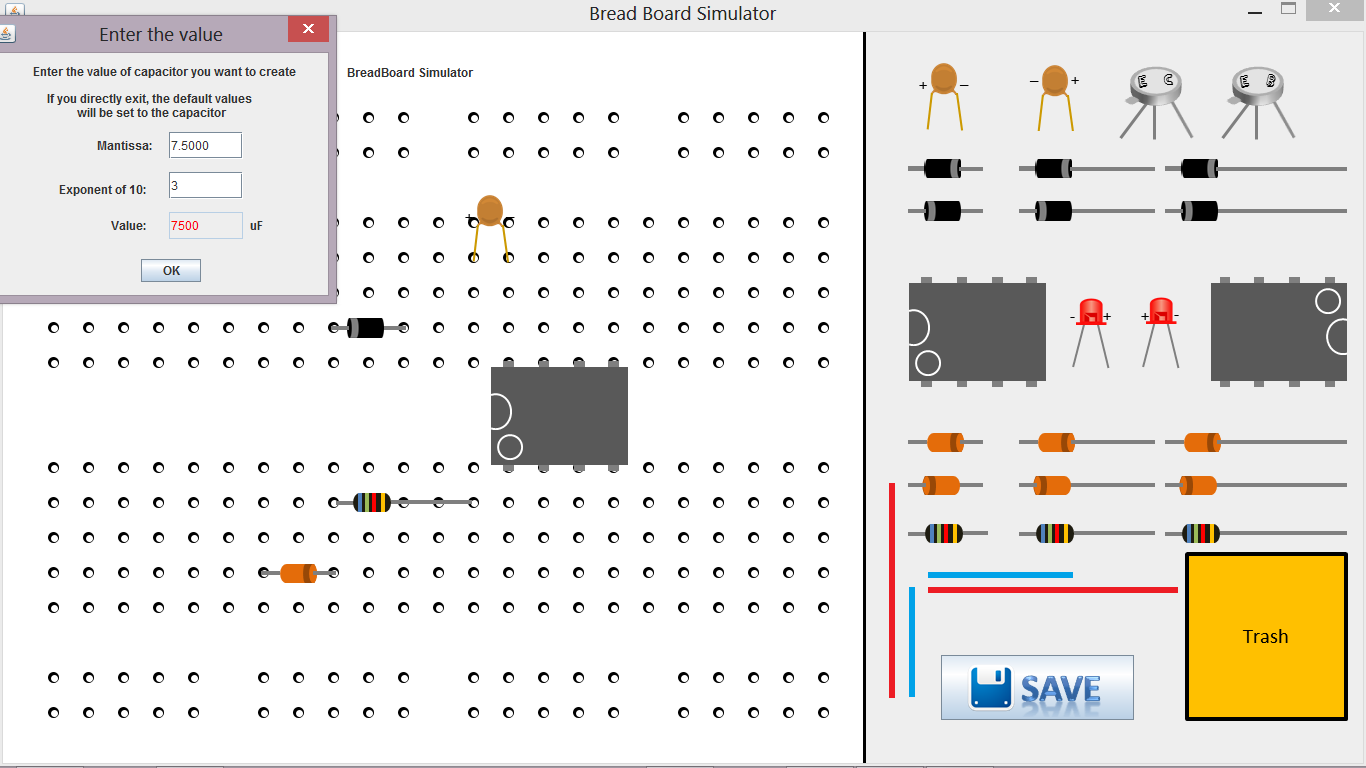 Bread Board Simulator
Enter the value
Enter the value of capacitor you want to create
If you directly exit, the default values
will be set to the capacitor
Mantissa: 7.5000
Exponent of 10: 3
Value: 7500 uF
OK
BreadBoard Simulator
+ −
+ −
− +
E C
E B
- +
+ -
SAVE
Trash